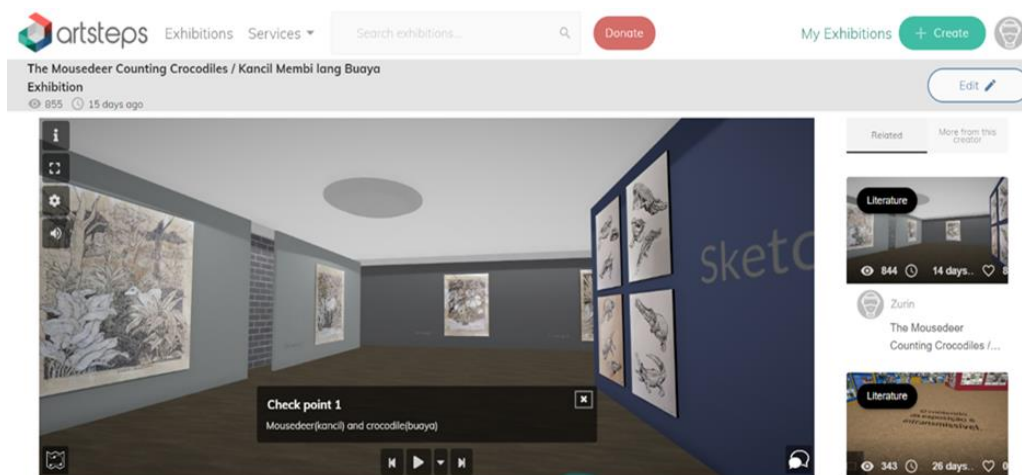 artsteps
Exhibitions Services
Search exhibitions...
Donate
My Exhibitions
+ Create
The Mousedeer Counting Crocodiles / Kancil Membi lang Buaya
Exhibition
855 15 days ago
Edit
Related
More from this
creator
Sketc
Check point 1
Mousedeer(kancil) and crocodile(buaya)
Literature
844 14 days.. 8
Zurin
The Mousedeer
Counting Crocodiles /...
Literature
343 26 days.. 0